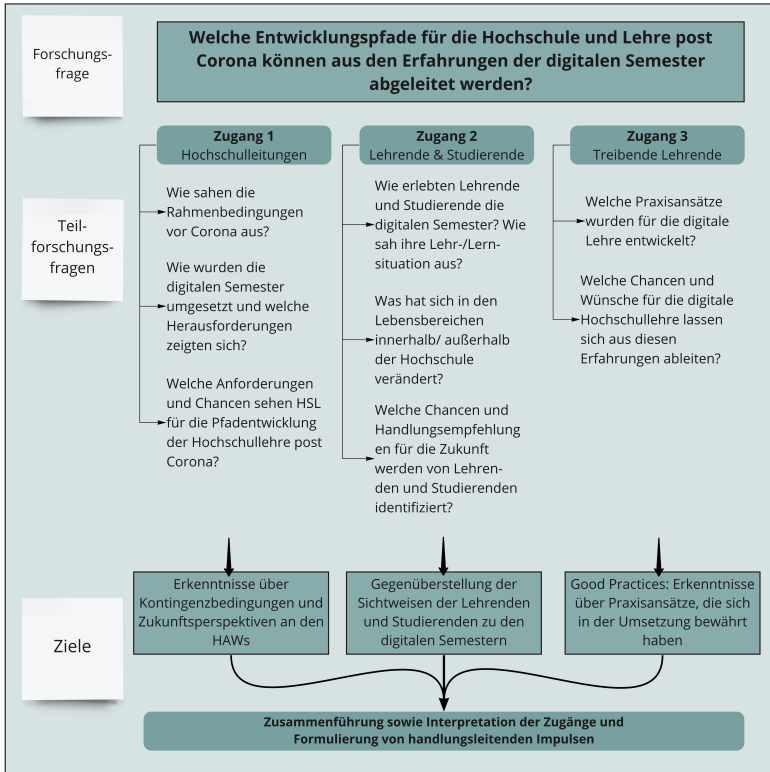 Forschungs-
frage
Welche Entwicklungspfade für die Hochschule und Lehre post
Corona können aus den Erfahrungen der digitalen Semester
abgeleitet werden?
Teil-
forschungs-
fragen
Zugang 1
Hochschulleitungen
Wie sahen die
Rahmenbedingungen
vor Corona aus?
Wie wurden die
digitalen Semester
umgesetzt und welche
Herausforderungen
zeigten sich?
Welche Anforderungen
und Chancen sehen HSL
für die Pfadentwicklung
der Hochschullehre post
Corona?
Zugang 2
Lehrende & Studierende
Wie erlebten Lehrende
und Studierende die
digitalen Semester? Wie
sah ihre Lehr-/Lern-
situation aus?
Was hat sich in den
Lebensbereichen
innerhalb/ außerhalb
der Hochschule
verändert?
Welche Chancen und
Handlungsempfehlung
en für die Zukunft
werden von Lehren-
den und Studierenden
identifiziert?
Zugang 3
Treibende Lehrende
Welche Praxisansätze
wurden für die digitale
Lehre entwickelt?
Welche Chancen und
Wünsche für die digitale
Hochschullehre lassen
sich aus diesen
Erfahrungen ableiten?
Ziele
Erkenntnisse über
Kontingenzbedingungen und
Zukunftsperspektiven an den
HAWs
Gegenüberstellung der
Sichtweisen der Lehrenden
und Studierenden zu den
digitalen Semestern
Good Practices: Erkenntnisse
über Praxisansätze, die sich
in der Umsetzung bewährt
haben
Zusammenführung sowie Interpretation der Zugänge und
Formulierung von handlungsleitenden Impulsen